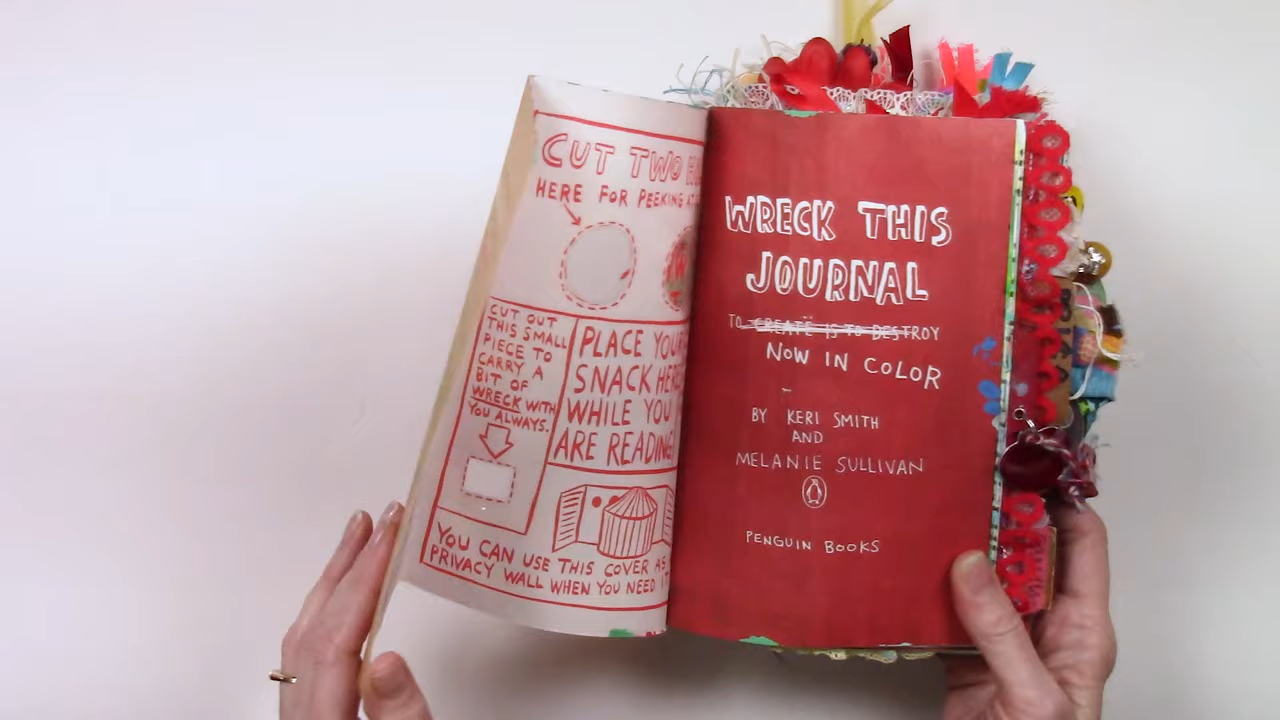 CUT TWO
HERE FOR PEEKING AT
CUT OUT
THIS SMALL
PIECE TO
CARRY A
BIT OF
WRECK WITH
YOU ALWAYS.
PLACE YOUR
SNACK HERE
WHILE YOU
ARE READING
YOU CAN USE THIS COVER AS
PRIVACY WALL WHEN YOU NEED IT
WRECK THIS
JOURNAL
TO CREATE IS TO DESTROY
NOW IN COLOR
BY KERI SMITH
AND
MELANIE SULLIVAN
PENGUIN BOOKS